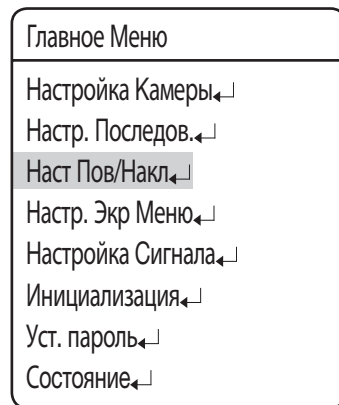 Главное Меню
Настройка Камеры↵
Настр. Последов.↵
Наст Пов/Накл↵
Настр. Экр Меню↵
Настройка Сигнала↵
Инициализация↵
Уст. пароль↵
Состояние↵